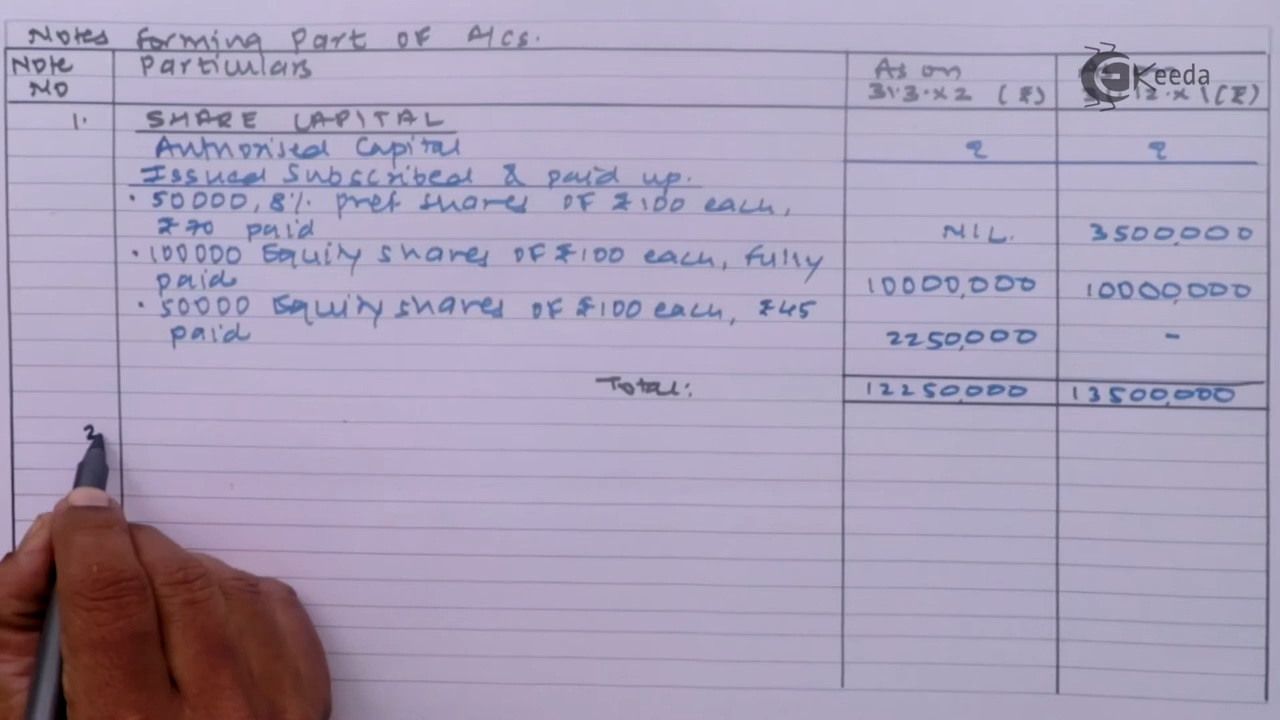 Notes Forming Part OF A/cs.
Note No
Particulars
As on 31.3.X2 (₹)
31.12.X1 (₹)
Keeda
1.
SHARE CAPITAL
Authorised Capital
?
?
Issued Subscribed & paid up.
• 50000, 8% pref shares OF ₹100 each,
₹70 paid
NIL.
3500,000
• 100000 Equity shares OF ₹100 each, fully
paid
10000,000
10000,000
• 50000 Equity shares OF ₹100 each, ₹45
paid
2250,000
-
Total:
12250,000
13500,000
2